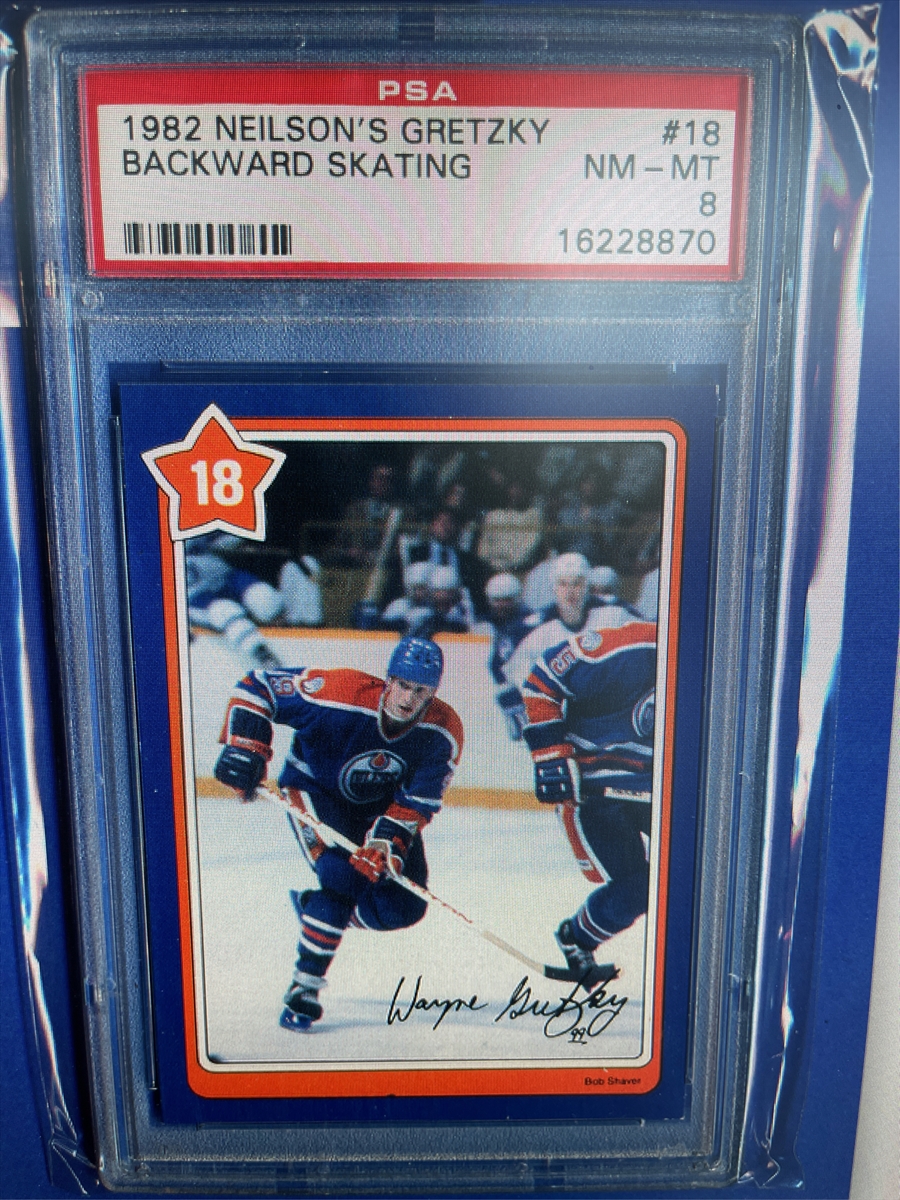 PSA
1982 NEILSON'S GRETZKY #18
BACKWARD SKATING NM – MT
8
16228870
18
Wayne Gretzky
99
Bob Shaver